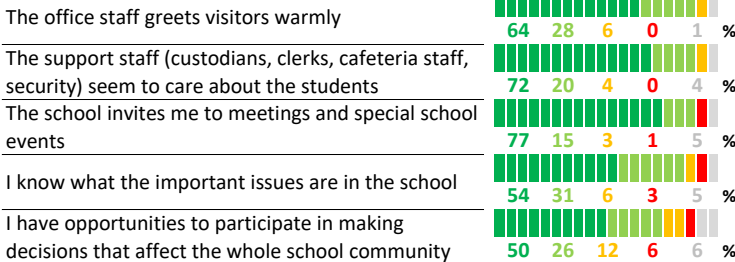 The office staff greets visitors warmly
64 28 6 0 1 %
The support staff (custodians, clerks, cafeteria staff,
security) seem to care about the students
72 20 4 0 4 %
The school invites me to meetings and special school
events
77 15 3 1 5 %
I know what the important issues are in the school
54 31 6 3 5 %
I have opportunities to participate in making
decisions that affect the whole school community
50 26 12 6 6 %